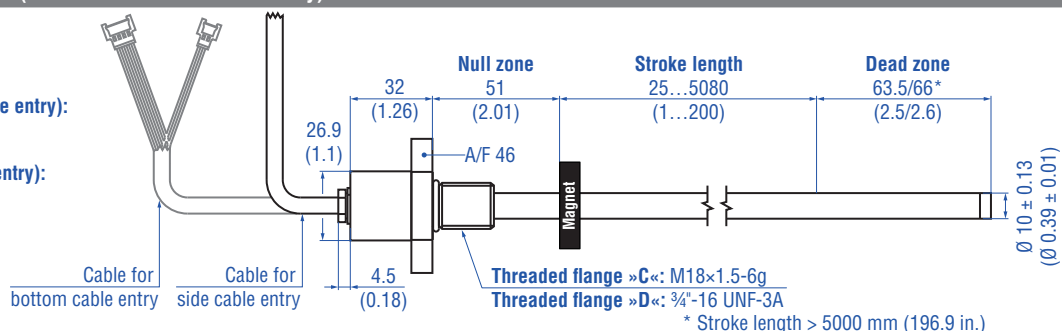 e entry):
entry):
Null zone
51
(2.01)
Stroke length
25…5080
(1…200)
Dead zone
63.5/66*
(2.5/2.6)
32
(1.26)
26.9
(1.1)
A/F 46
Magnet
Ø 10 ± 0.13
(Ø 0.39 ± 0.01)
Cable for
bottom cable entry
Cable for
side cable entry
4.5
(0.18)
Threaded flange »C«: M18×1.5-6g
Threaded flange »D«: ¾"-16 UNF-3A
* Stroke length > 5000 mm (196.9 in.)